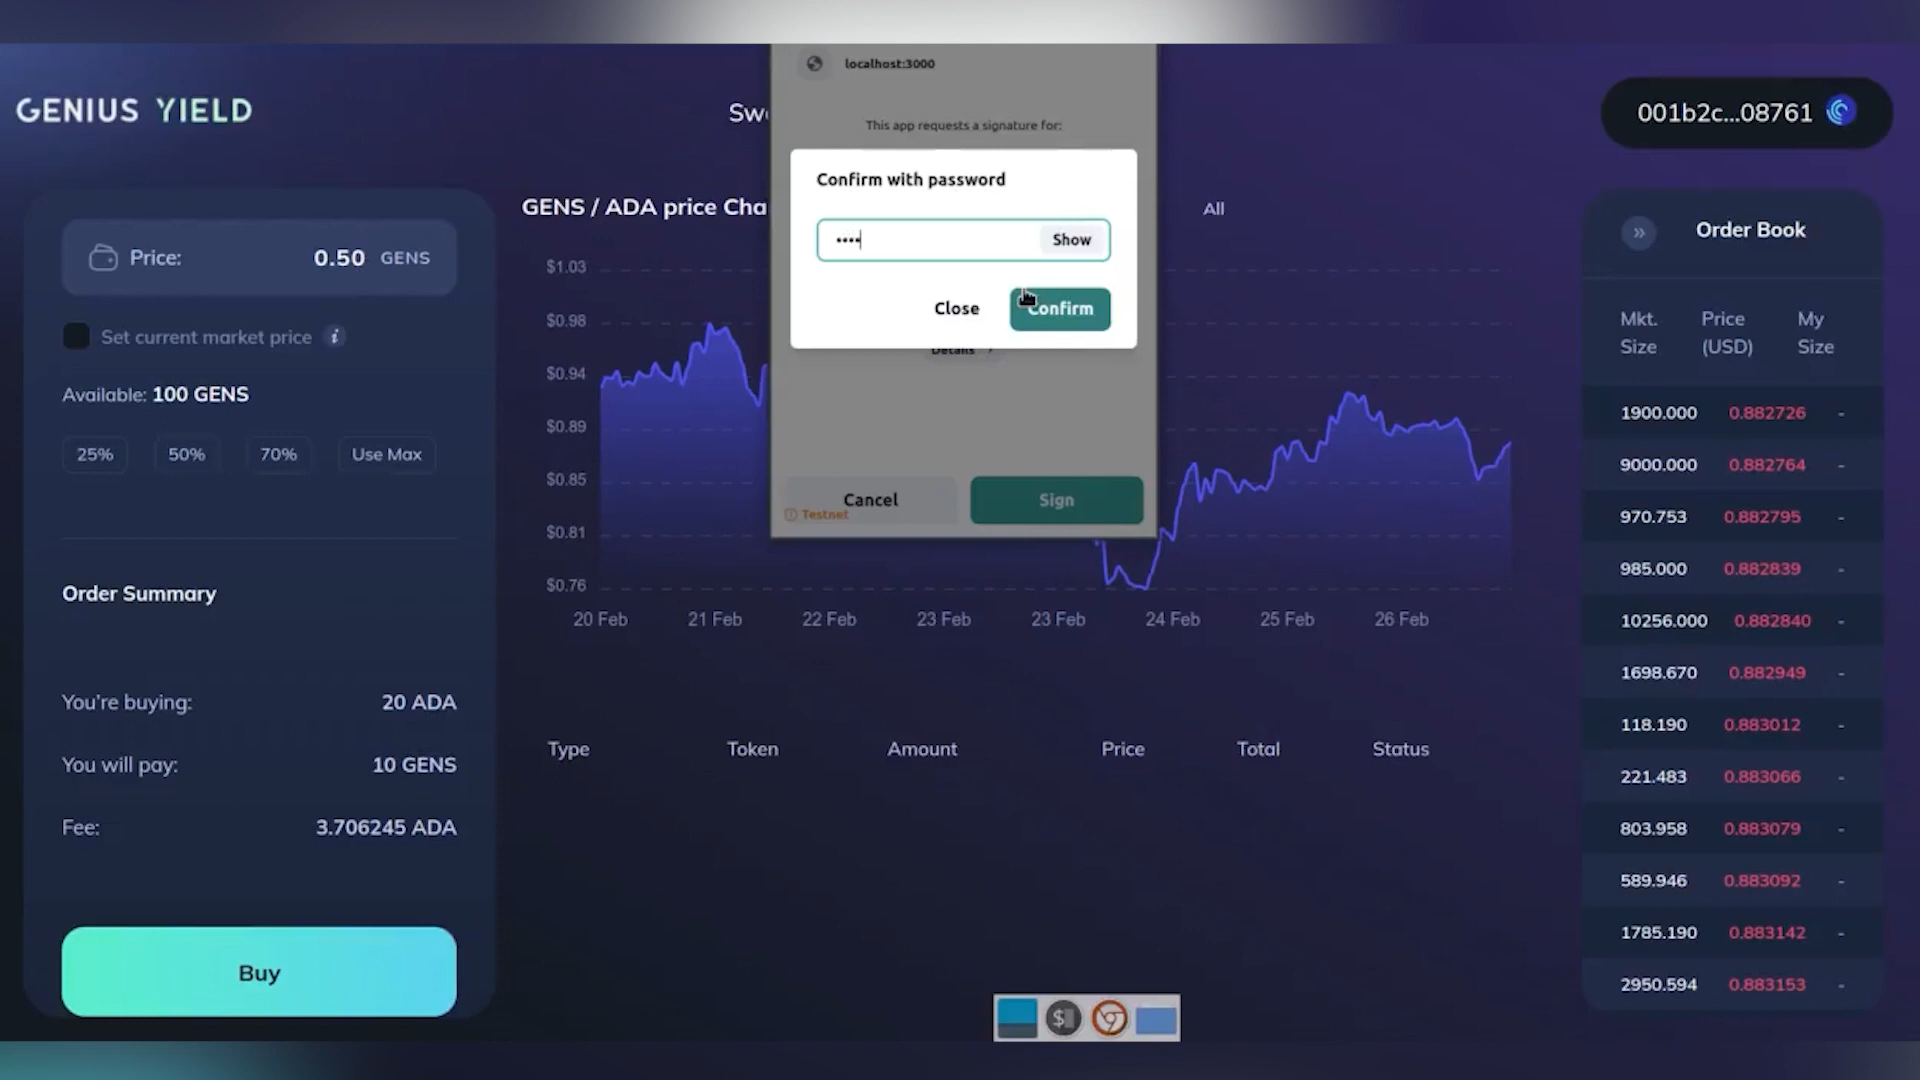 localhost:3000
GENIUS YIELD
This app requests a signature for:
001b2c...08761
Confirm with password
Show
Close
Confirm
Details
Cancel
Sign
Testnet
Price: 0.50 GENS
Set current market price
Available: 100 GENS
25% 50% 70% Use Max
Order Summary
You're buying: 20 ADA
You will pay: 10 GENS
Fee: 3.706245 ADA
Buy
GENS / ADA price
All
$1.03
$0.98
$0.94
$0.89
$0.85
$0.81
$0.76
20 Feb 21 Feb 22 Feb 23 Feb 23 Feb 24 Feb 25 Feb 26 Feb
Type Token Amount Price Total Status
Order Book
Mkt. Size Price (USD) My Size
1900.000 0.882726 -
9000.000 0.882764 -
970.753 0.882795 -
985.000 0.882839 -
10256.000 0.882840 -
1698.670 0.882949 -
118.190 0.883012 -
221.483 0.883066 -
803.958 0.883079 -
589.946 0.883092 -
1785.190 0.883142 -
2950.594 0.883153 -